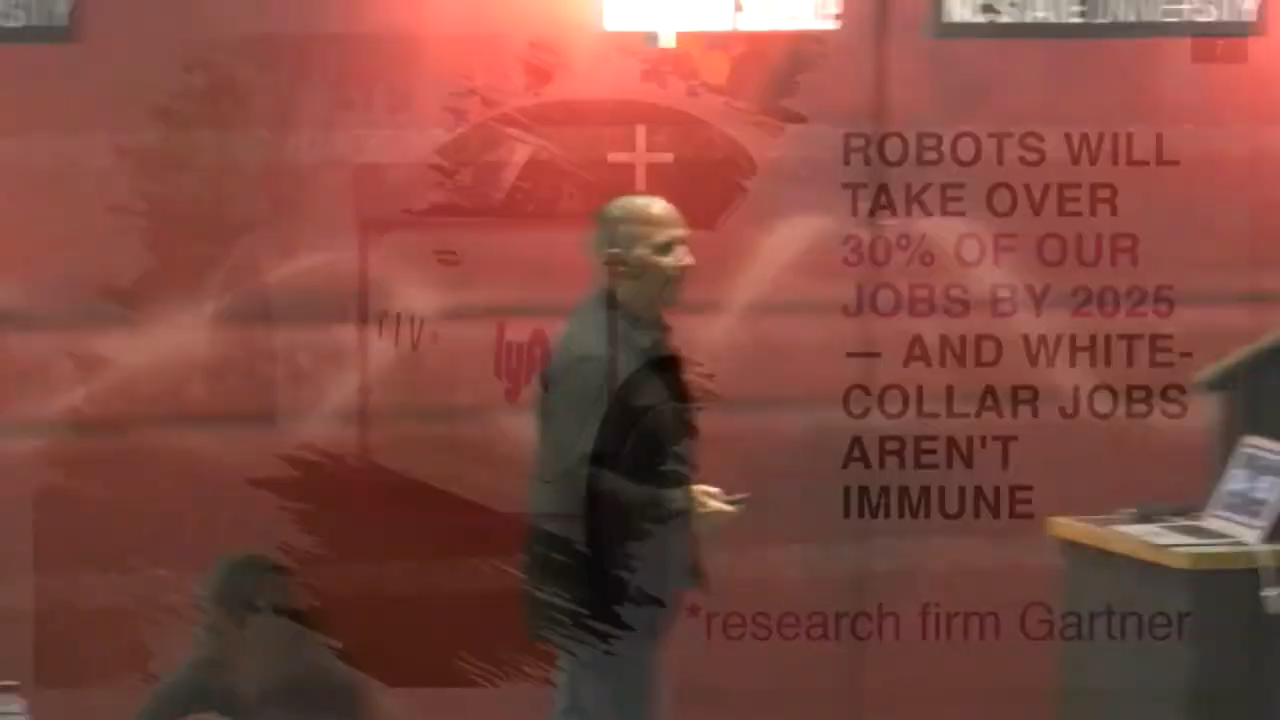 ROBOTS WILL
TAKE OVER
30% OF OUR
JOBS BY 2025
— AND WHITE-
COLLAR JOBS
AREN'T
IMMUNE
lyft
*research firm Gartner